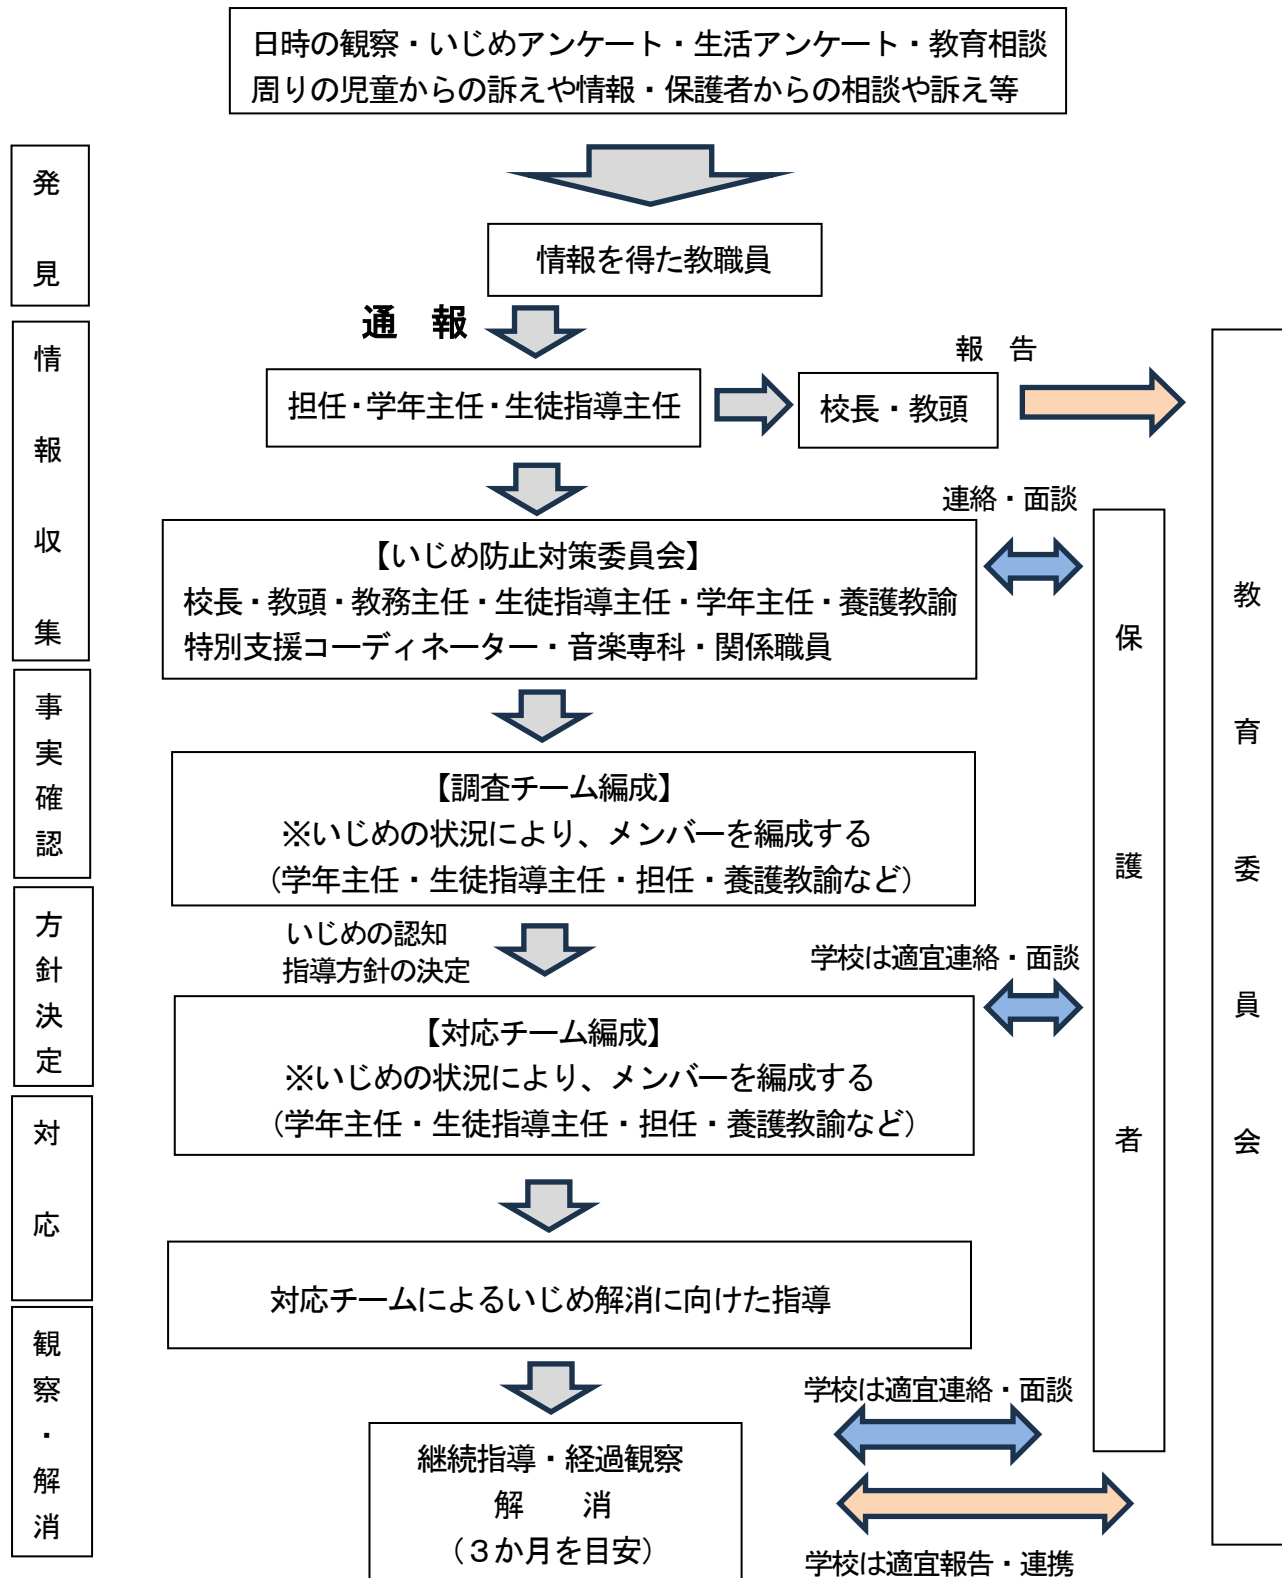 日時の観察・いじめアンケート・生活アンケート・教育相談
周りの児童からの訴えや情報・保護者からの相談や訴え等
発見
情報を得た教職員
通　報
情報収集
担任・学年主任・生徒指導主任
校長・教頭
報　告
教育委員会
連絡・面談
保護者
【いじめ防止対策委員会】
校長・教頭・教務主任・生徒指導主任・学年主任・養護教諭
特別支援コーディネーター・音楽専科・関係職員
事実確認
【調査チーム編成】
※いじめの状況により、メンバーを編成する
（学年主任・生徒指導主任・担任・養護教諭など）
方針決定
いじめの認知
指導方針の決定
学校は適宜連絡・面談
【対応チーム編成】
※いじめの状況により、メンバーを編成する
（学年主任・生徒指導主任・担任・養護教諭など）
対応
対応チームによるいじめ解消に向けた指導
観察・解消
学校は適宜連絡・面談
継続指導・経過観察
解　　消
（３か月を目安）
学校は適宜報告・連携